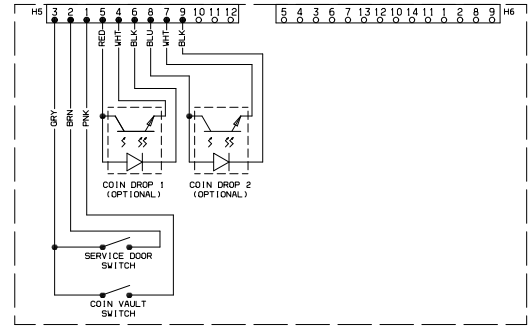 H5 3 2 1 5 4 6 8 7 9 10 11 12
5 4 3 6 7 13 12 10 14 11 1 2 8 9 H6
RED WHT BLK BLU WHT BLK
GRY BRN PNK
COIN DROP 1
(OPTIONAL)
COIN DROP 2
(OPTIONAL)
SERVICE DOOR
SWITCH
COIN VAULT
SWITCH